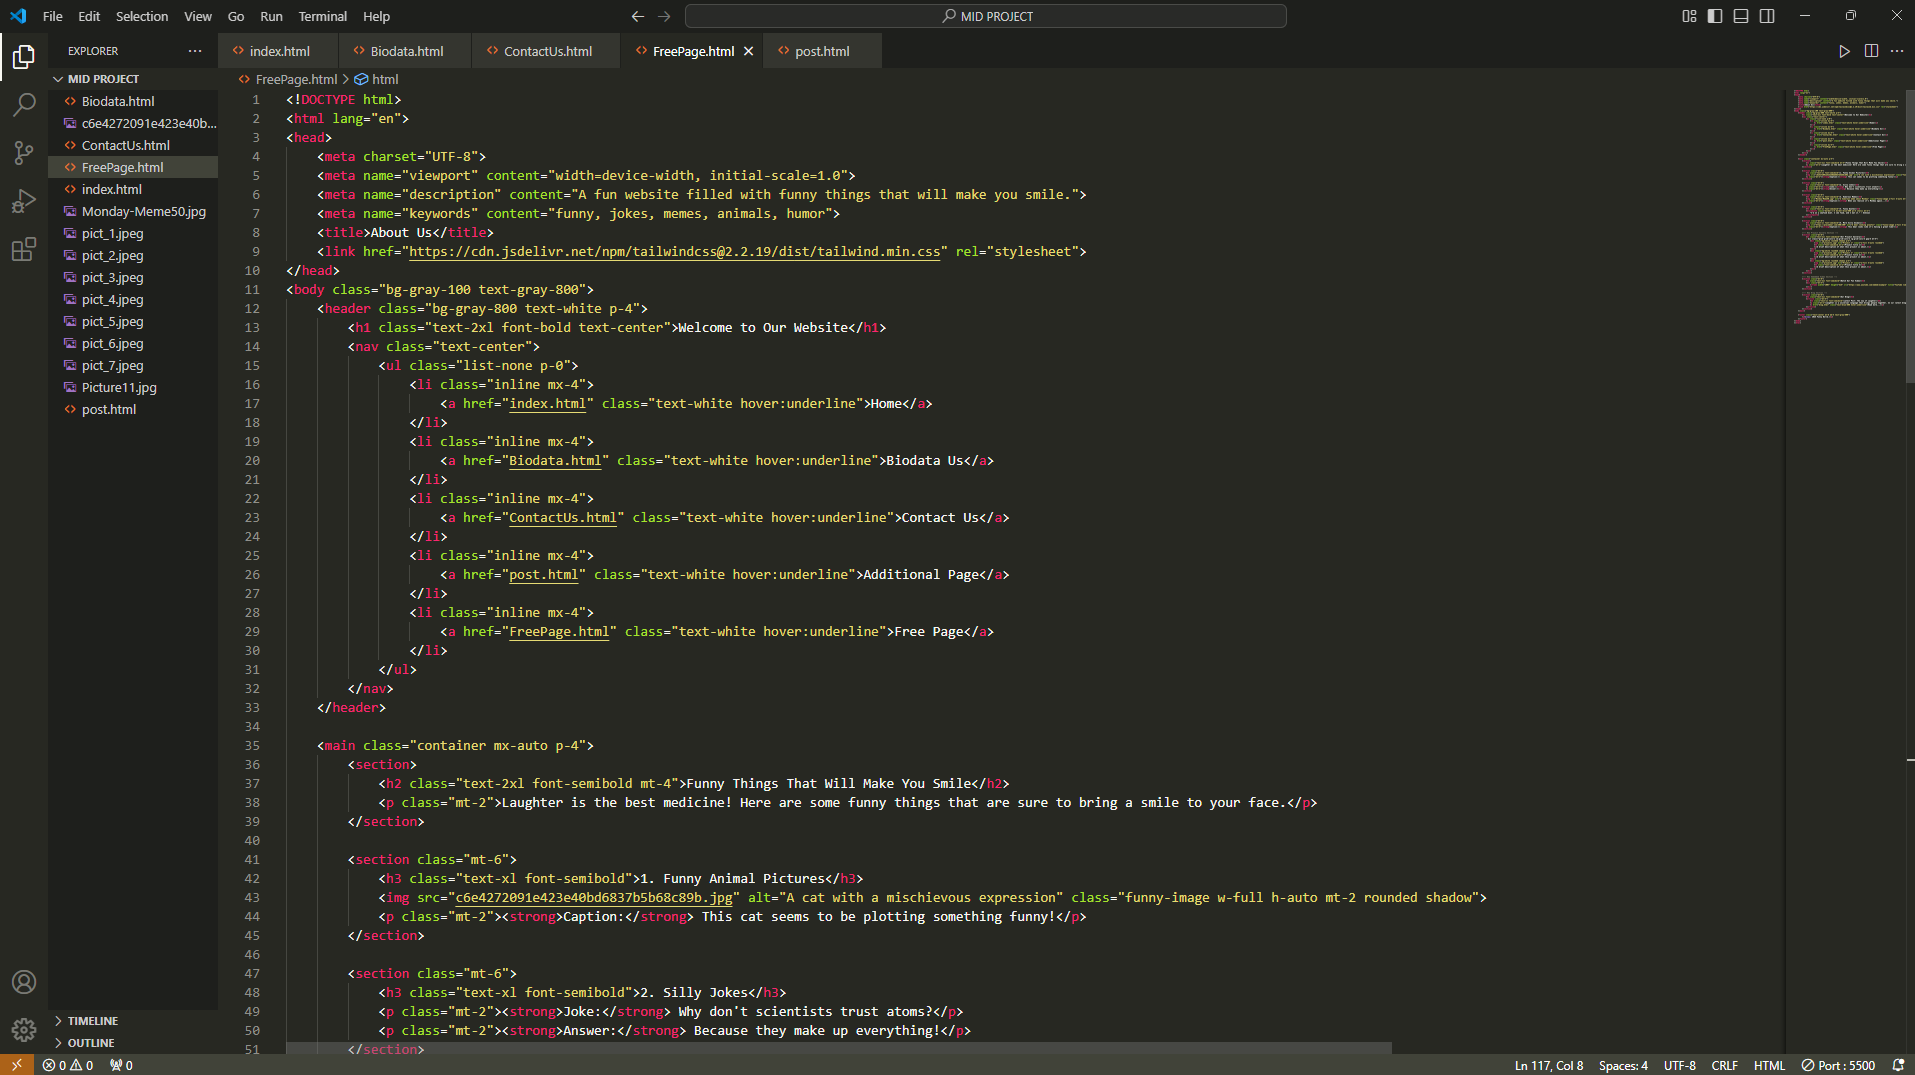 File Edit Selection View Go Run Terminal Help
MID PROJECT
EXPLORER
index.html
Biodata.html
ContactUs.html
FreePage.html
post.html
MID PROJECT
Biodata.html
c6e4272091e423e40b...
ContactUs.html
FreePage.html
index.html
Monday-Meme50.jpg
pict_1.jpeg
pict_2.jpeg
pict_3.jpeg
pict_4.jpeg
pict_5.jpeg
pict_6.jpeg
pict_7.jpeg
Picture11.jpg
post.html
TIMELINE
OUTLINE
FreePage.html > html
1 <!DOCTYPE html>
2 <html lang="en">
3 <head>
4 <meta charset="UTF-8">
5 <meta name="viewport" content="width=device-width, initial-scale=1.0">
6 <meta name="description" content="A fun website filled with funny things that will make you smile.">
7 <meta name="keywords" content="funny, jokes, memes, animals, humor">
8 <title>About Us</title>
9 <link href="https://cdn.jsdelivr.net/npm/tailwindcss@2.2.19/dist/tailwind.min.css" rel="stylesheet">
10 </head>
11 <body class="bg-gray-100 text-gray-800">
12 <header class="bg-gray-800 text-white p-4">
13 <h1 class="text-2xl font-bold text-center">Welcome to Our Website</h1>
14 <nav class="text-center">
15 <ul class="list-none p-0">
16 <li class="inline mx-4">
17 <a href="index.html" class="text-white hover:underline">Home</a>
18 </li>
19 <li class="inline mx-4">
20 <a href="Biodata.html" class="text-white hover:underline">Biodata Us</a>
21 </li>
22 <li class="inline mx-4">
23 <a href="ContactUs.html" class="text-white hover:underline">Contact Us</a>
24 </li>
25 <li class="inline mx-4">
26 <a href="post.html" class="text-white hover:underline">Additional Page</a>
27 </li>
28 <li class="inline mx-4">
29 <a href="FreePage.html" class="text-white hover:underline">Free Page</a>
30 </li>
31 </ul>
32 </nav>
33 </header>
34
35 <main class="container mx-auto p-4">
36 <section>
37 <h2 class="text-2xl font-semibold mt-4">Funny Things That Will Make You Smile</h2>
38 <p class="mt-2">Laughter is the best medicine! Here are some funny things that are sure to bring a smile to your face.</p>
39 </section>
40
41 <section class="mt-6">
42 <h3 class="text-xl font-semibold">1. Funny Animal Pictures</h3>
43 <img src="c6e4272091e423e40bd6837b5b68c89b.jpg" alt="A cat with a mischievous expression" class="funny-image w-full h-auto mt-2 rounded shadow">
44 <p class="mt-2"><strong>Caption:</strong> This cat seems to be plotting something funny!</p>
45 </section>
46
47 <section class="mt-6">
48 <h3 class="text-xl font-semibold">2. Silly Jokes</h3>
49 <p class="mt-2"><strong>Joke:</strong> Why don't scientists trust atoms?</p>
50 <p class="mt-2"><strong>Answer:</strong> Because they make up everything!</p>
51 </section>
0 0 0 Ln 117, Col 8 Spaces: 4 UTF-8 CRLF HTML Port : 5500